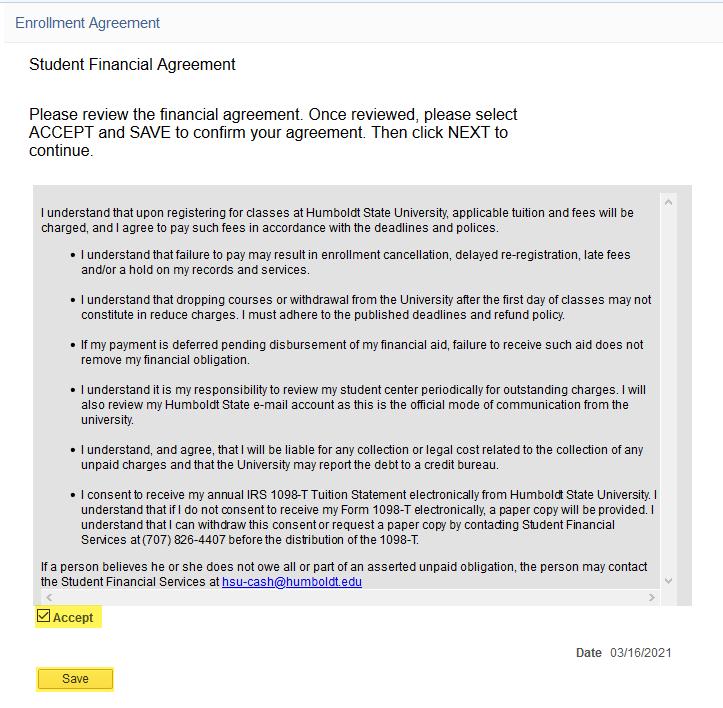 Enrollment Agreement
Student Financial Agreement
Please review the financial agreement. Once reviewed, please select
ACCEPT and SAVE to confirm your agreement. Then click NEXT to
continue.
I understand that upon registering for classes at Humboldt State University, applicable tuition and fees will be
charged, and I agree to pay such fees in accordance with the deadlines and polices.
• I understand that failure to pay may result in enrollment cancellation, delayed re-registration, late fees
and/or a hold on my records and services.
• I understand that dropping courses or withdrawal from the University after the first day of classes may not
constitute in reduce charges. I must adhere to the published deadlines and refund policy.
• If my payment is deferred pending disbursement of my financial aid, failure to receive such aid does not
remove my financial obligation.
• I understand it is my responsibility to review my student center periodically for outstanding charges. I will
also review my Humboldt State e-mail account as this is the official mode of communication from the
university.
• I understand, and agree, that I will be liable for any collection or legal cost related to the collection of any
unpaid charges and that the University may report the debt to a credit bureau.
• I consent to receive my annual IRS 1098-T Tuition Statement electronically from Humboldt State University. I
understand that if I do not consent to receive my Form 1098-T electronically, a paper copy will be provided. I
understand that I can withdraw this consent or request a paper copy by contacting Student Financial
Services at (707) 826-4407 before the distribution of the 1098-T.
If a person believes he or she does not owe all or part of an asserted unpaid obligation, the person may contact
the Student Financial Services at hsu-cash@humboldt.edu
Accept
Date 03/16/2021
Save